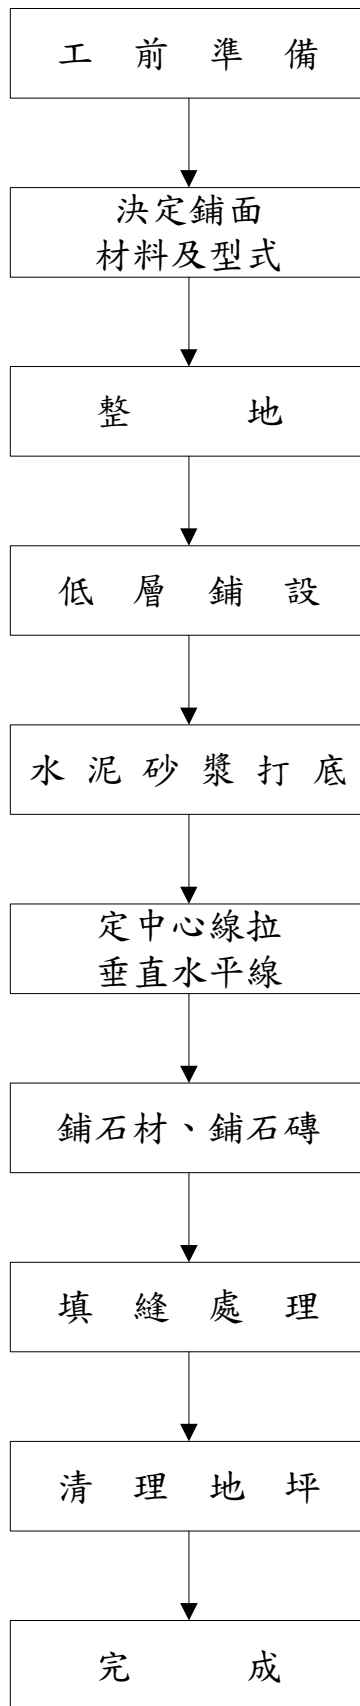 工前準備
決定鋪面
材料及型式
整地
低層鋪設
水泥砂漿打底
定中心線拉
垂直水平線
鋪石材、鋪石磚
填縫處理
清理地坪
完成